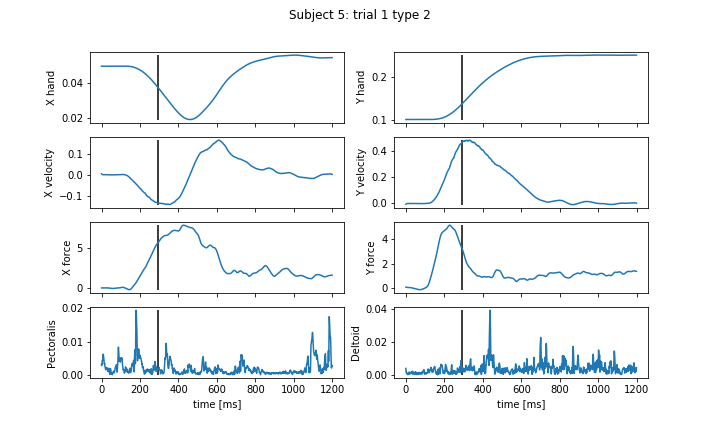 Subject 5: trial 1 type 2
X hand
0.04
0.02
Y hand
0.2
0.1
X velocity
0.1
0.0
−0.1
Y velocity
0.4
0.2
0.0
X force
5
0
Y force
4
2
0
Pectoralis
0.02
0.01
0.00
0 200 400 600 800 1000 1200
time [ms]
Deltoid
0.04
0.02
0.00
0 200 400 600 800 1000 1200
time [ms]